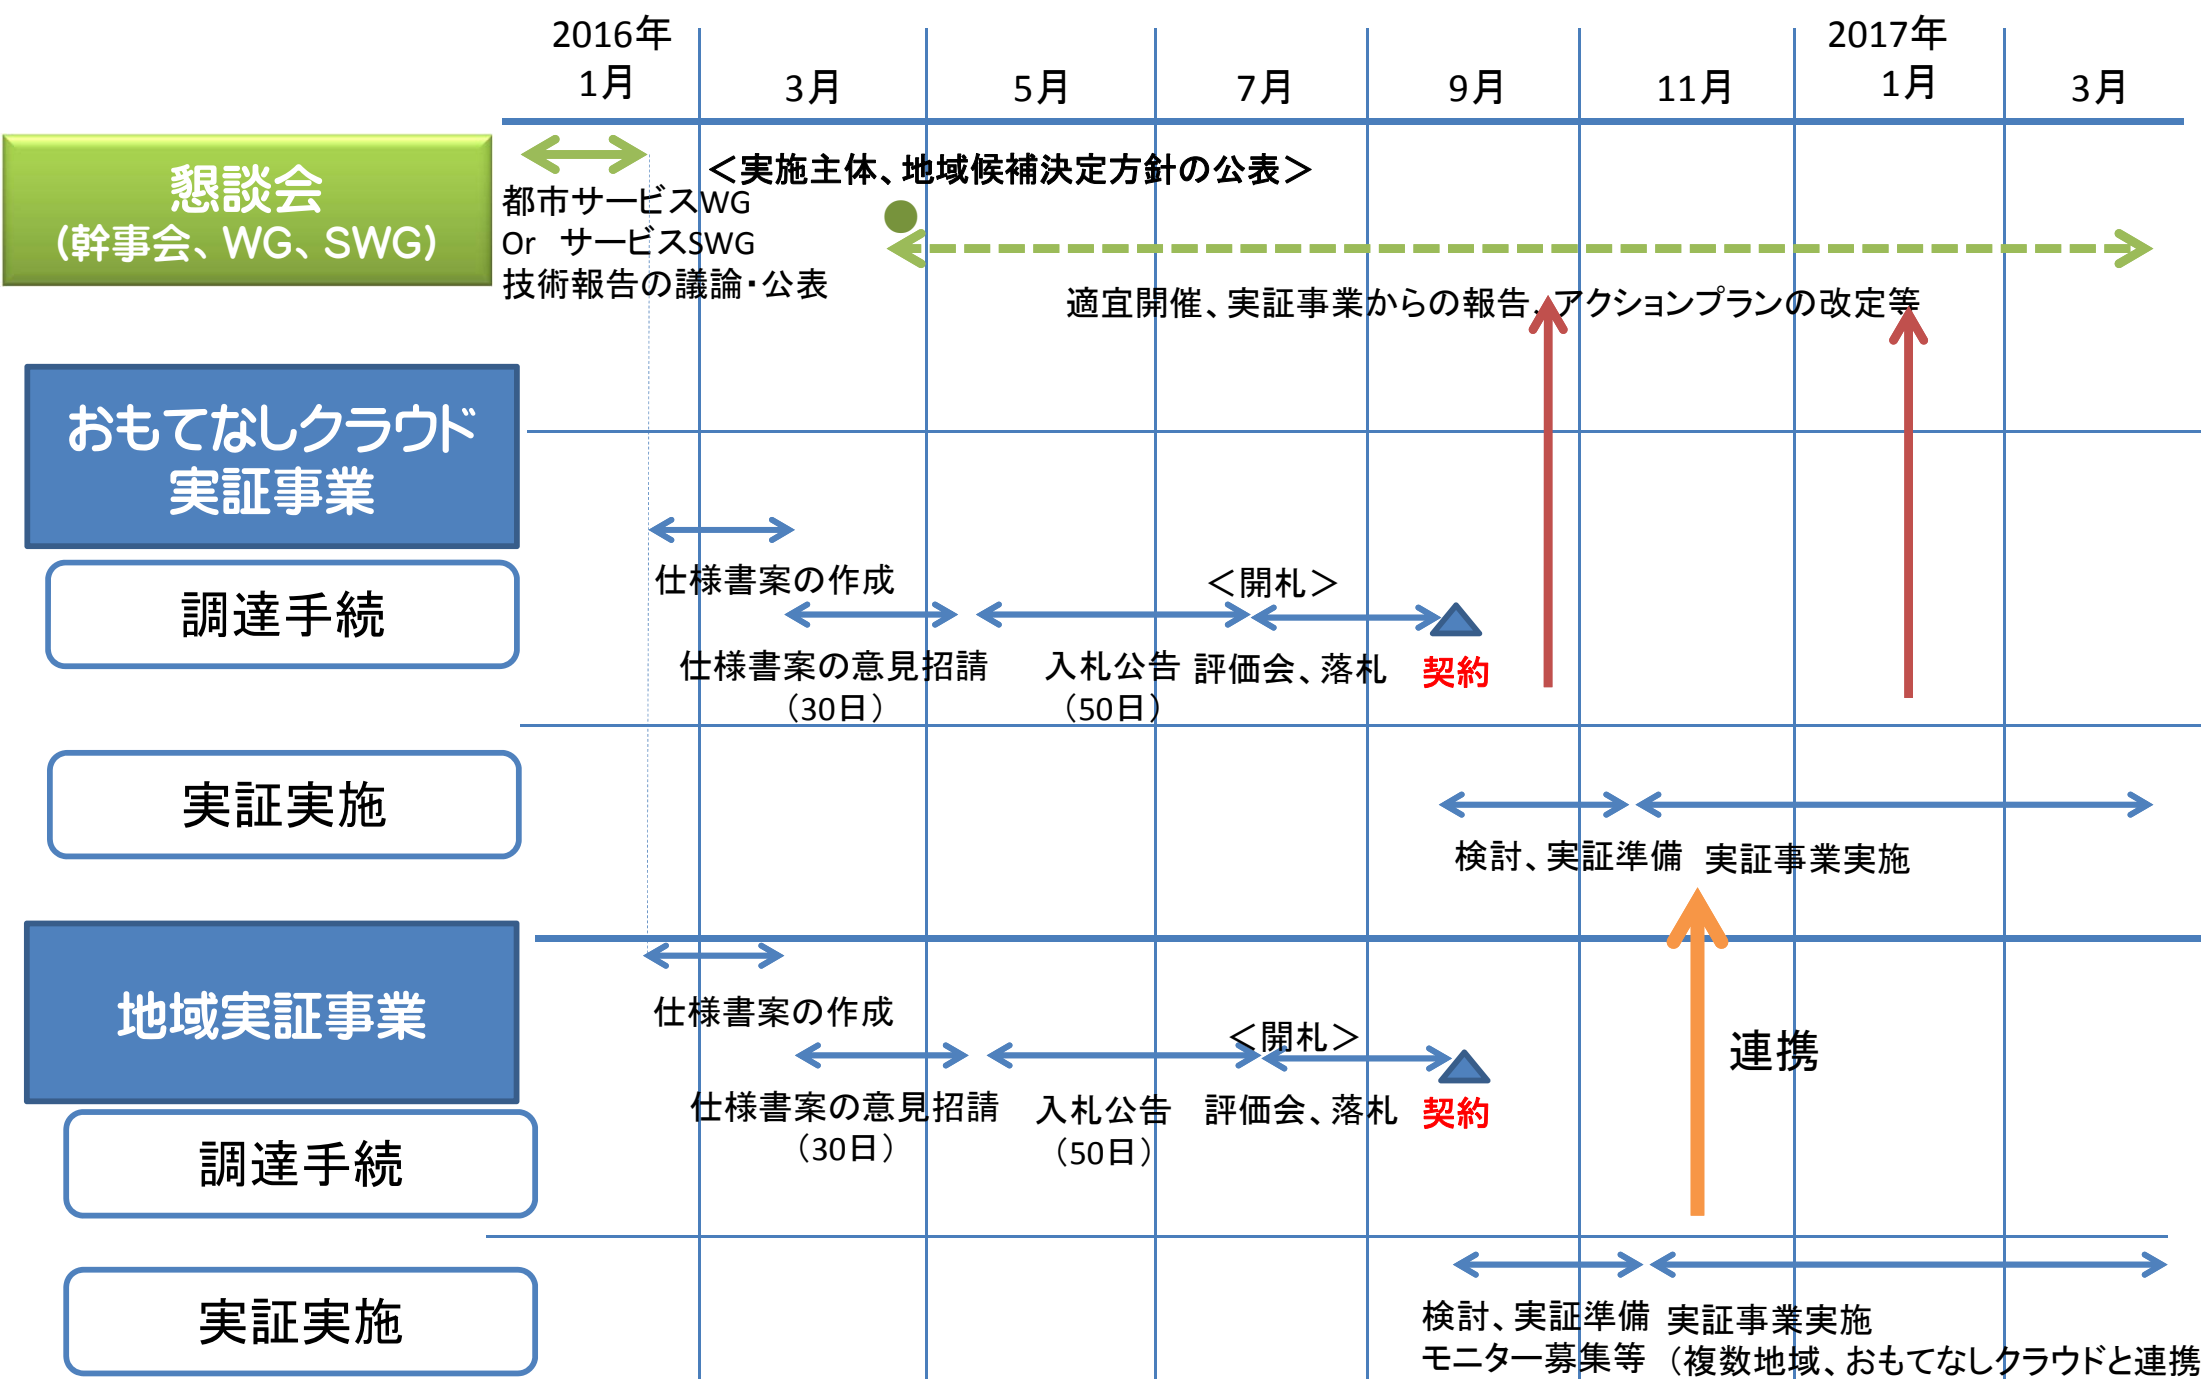 2016年
1月
3月
5月
7月
9月
11月
2017年
1月
3月
懇談会
(幹事会、WG、SWG)
＜実施主体、地域候補決定方針の公表＞
都市サービスWG
Or　サービスSWG
技術報告の議論・公表
適宜開催、実証事業からの報告、アクションプランの改定等
おもてなしクラウド
実証事業
調達手続
仕様書案の作成
仕様書案の意見招請
（30日）
入札公告
（50日）
＜開札＞
評価会、落札
契約
実証実施
検討、実証準備
実証事業実施
地域実証事業
調達手続
仕様書案の作成
仕様書案の意見招請
（30日）
入札公告
（50日）
＜開札＞
評価会、落札
契約
連携
実証実施
検討、実証準備
モニター募集等
実証事業実施
（複数地域、おもてなしクラウドと連携